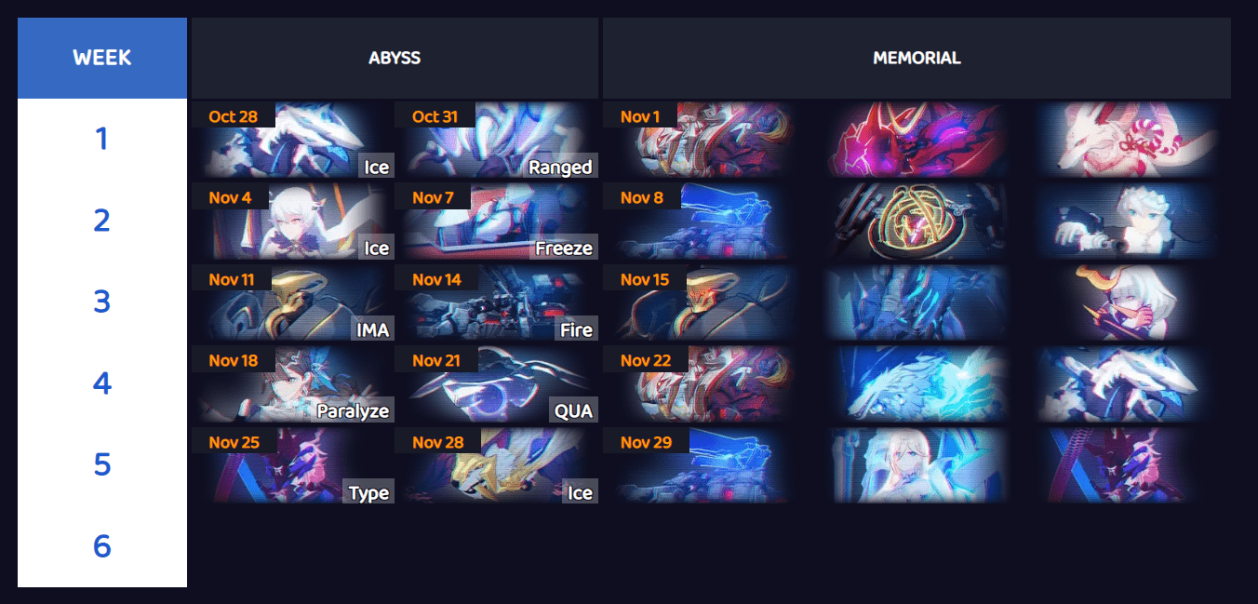 WEEK ABYSS MEMORIAL
1 Oct 28 Ice Oct 31 Ranged Nov 1
2 Nov 4 Ice Nov 7 Freeze Nov 8
3 Nov 11 IMA Nov 14 Fire Nov 15
4 Nov 18 Paralyze Nov 21 QUA Nov 22
5 Nov 25 Type Nov 28 Ice Nov 29
6